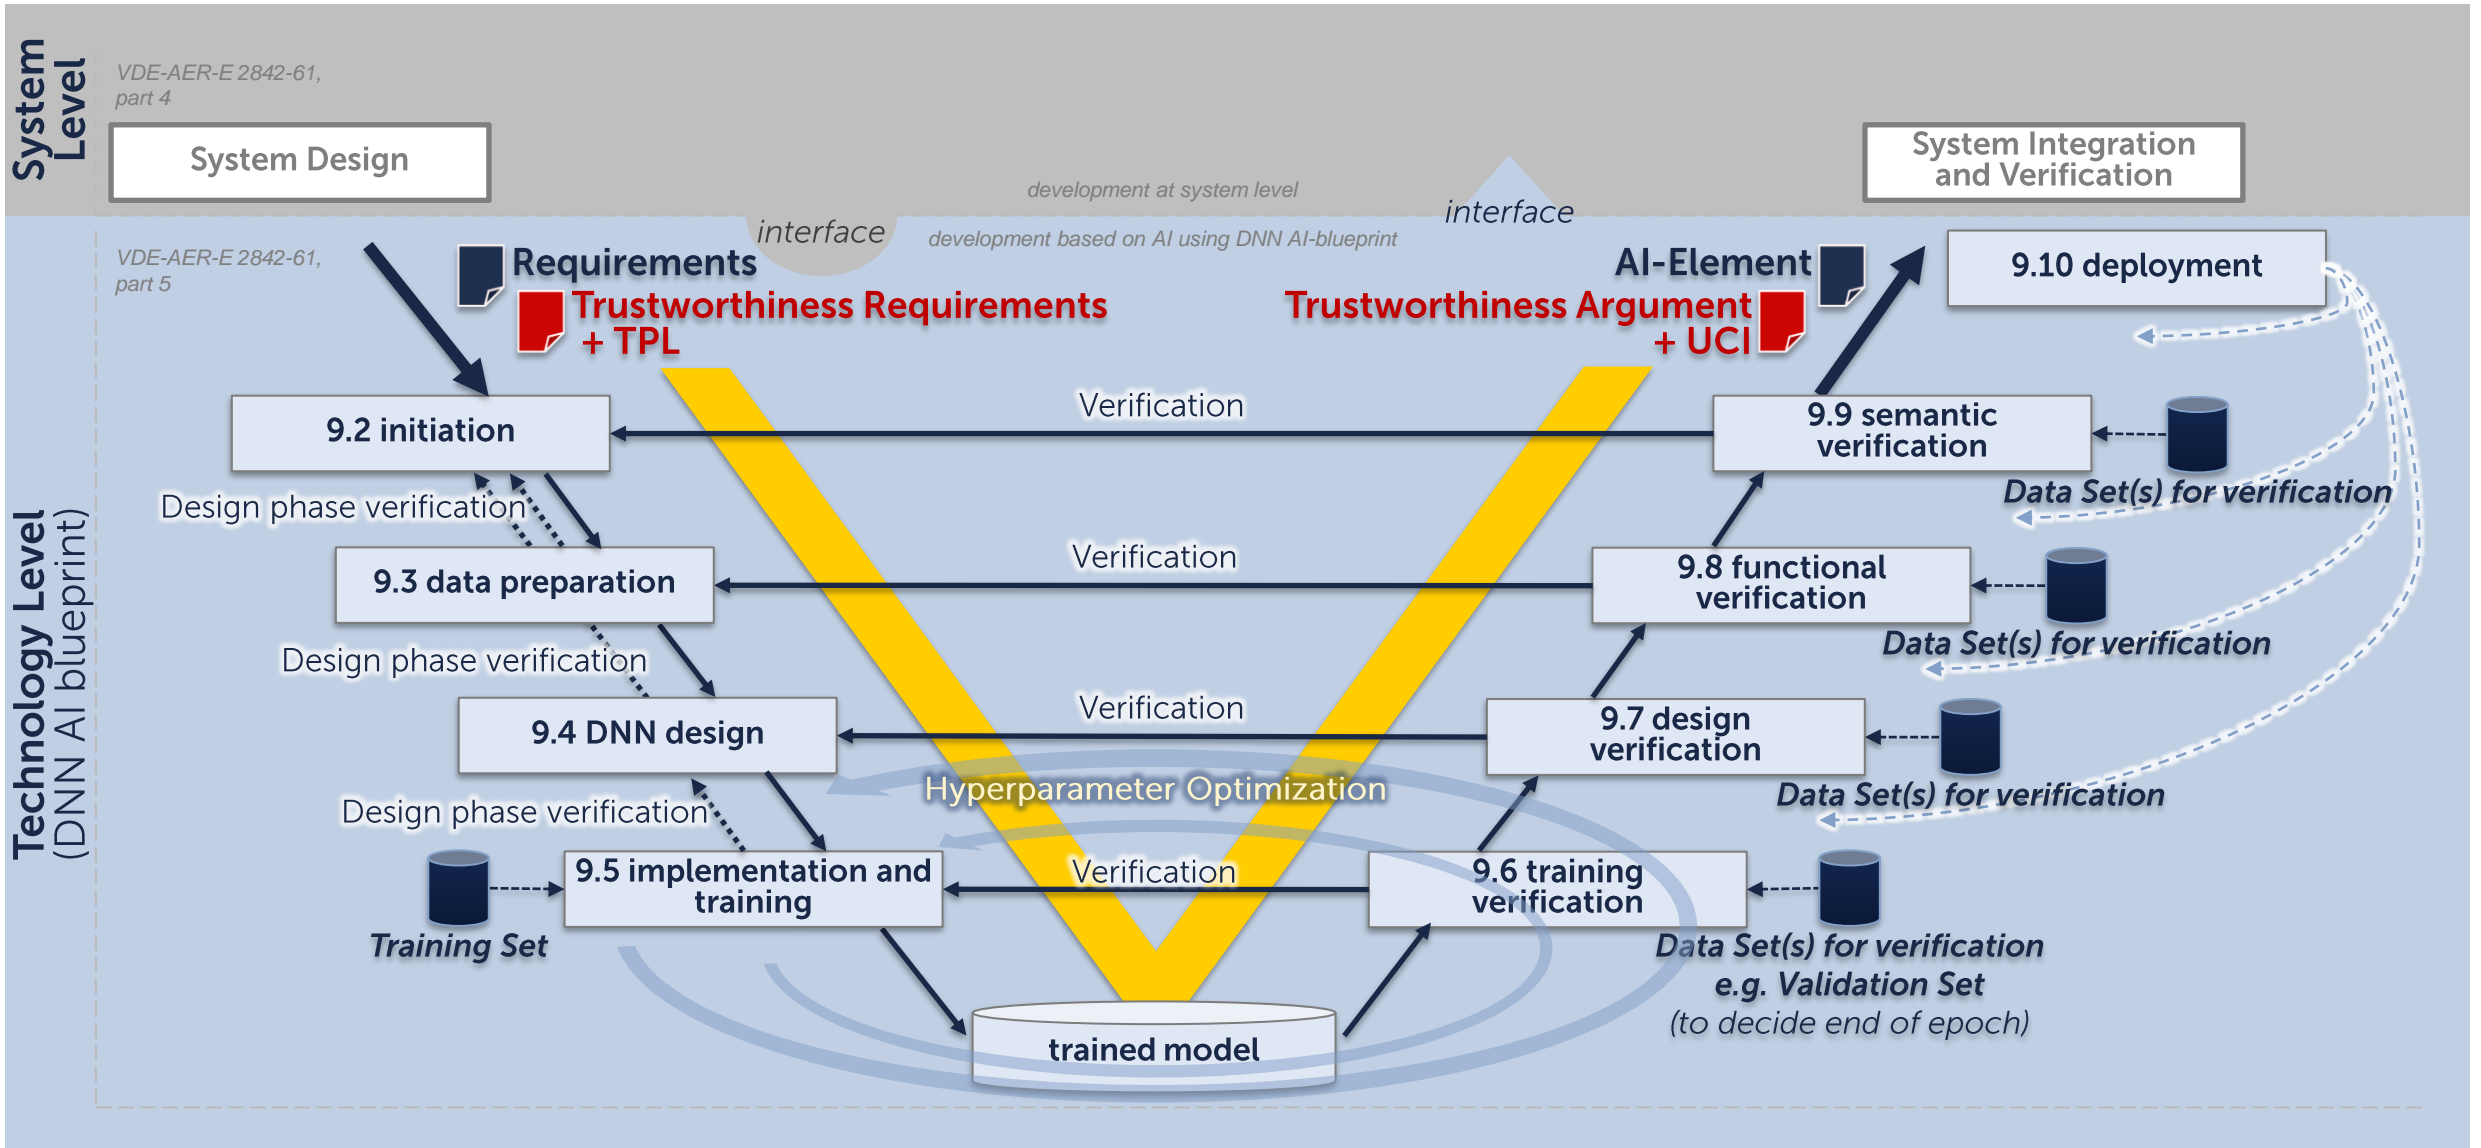 System
Level
VDE-AER-E 2842-61,
part 4
System Design
System Integration
and Verification
development at system level
interface
interface
development based on AI using DNN AI-blueprint
VDE-AER-E 2842-61,
part 5
Requirements
Trustworthiness Requirements
+ TPL
AI-Element
Trustworthiness Argument
+ UCI
9.10 deployment
Technology Level
(DNN AI blueprint)
9.2 initiation
Verification
9.9 semantic
verification
Data Set(s) for verification
Design phase verification
9.3 data preparation
Verification
9.8 functional
verification
Data Set(s) for verification
Design phase verification
9.4 DNN design
Verification
9.7 design
verification
Data Set(s) for verification
Hyperparameter Optimization
Design phase verification
9.5 implementation and
training
Verification
9.6 training
verification
Training Set
Data Set(s) for verification
e.g. Validation Set
(to decide end of epoch)
trained model